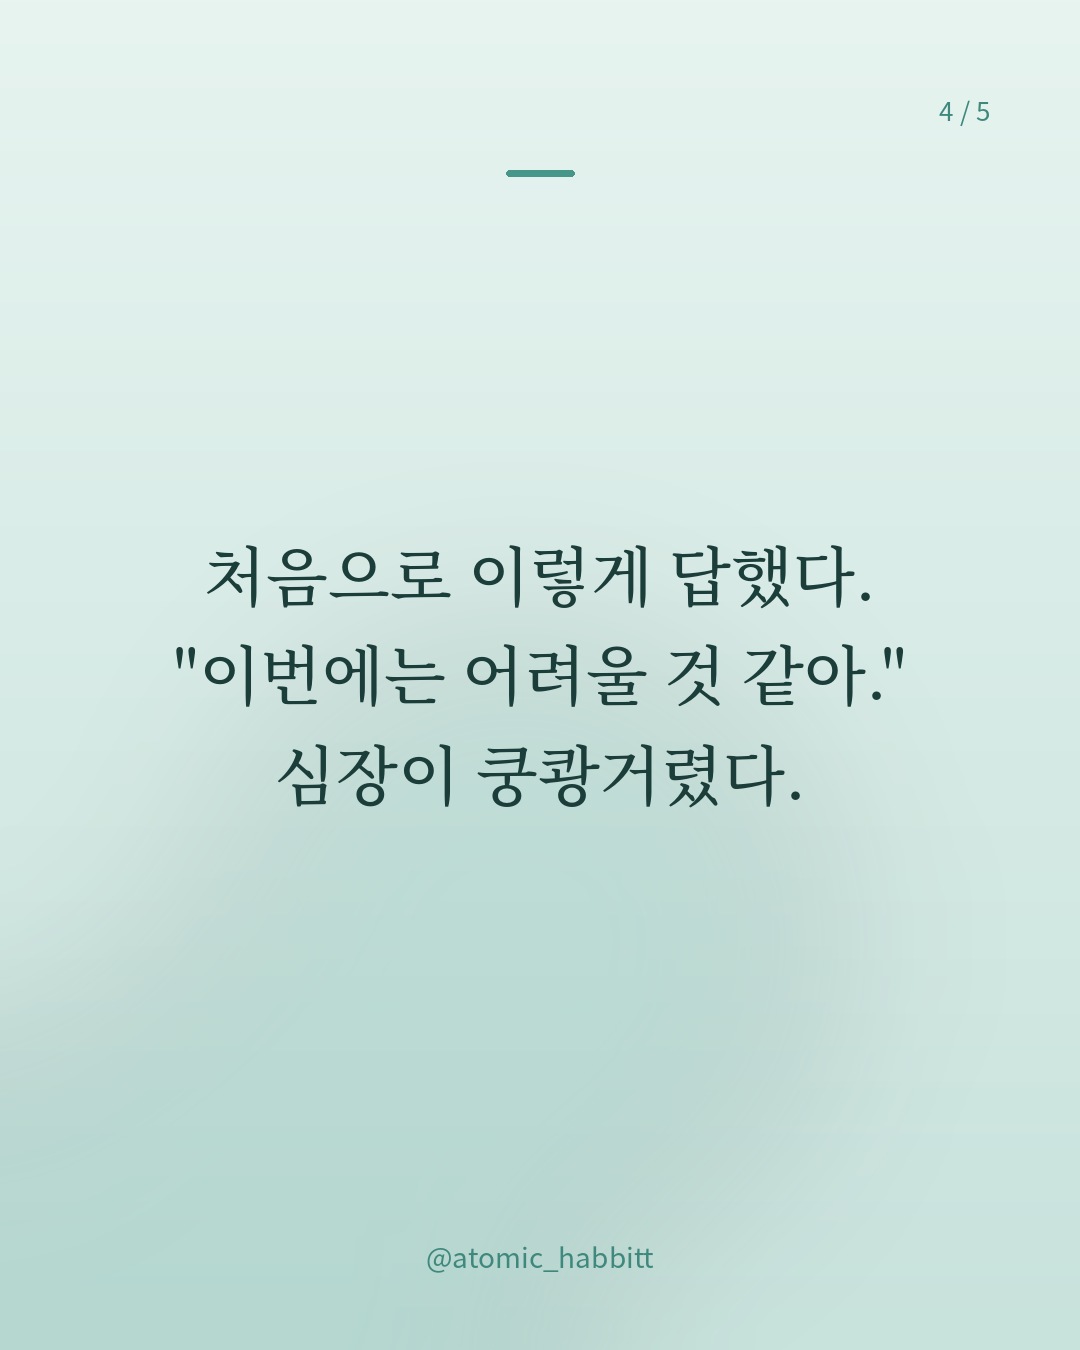 4 / 5
처음으로 이렇게 답했다.
"이번에는 어려울 것 같아."
심장이 쿵쾅거렸다.
@atomic_habbitt